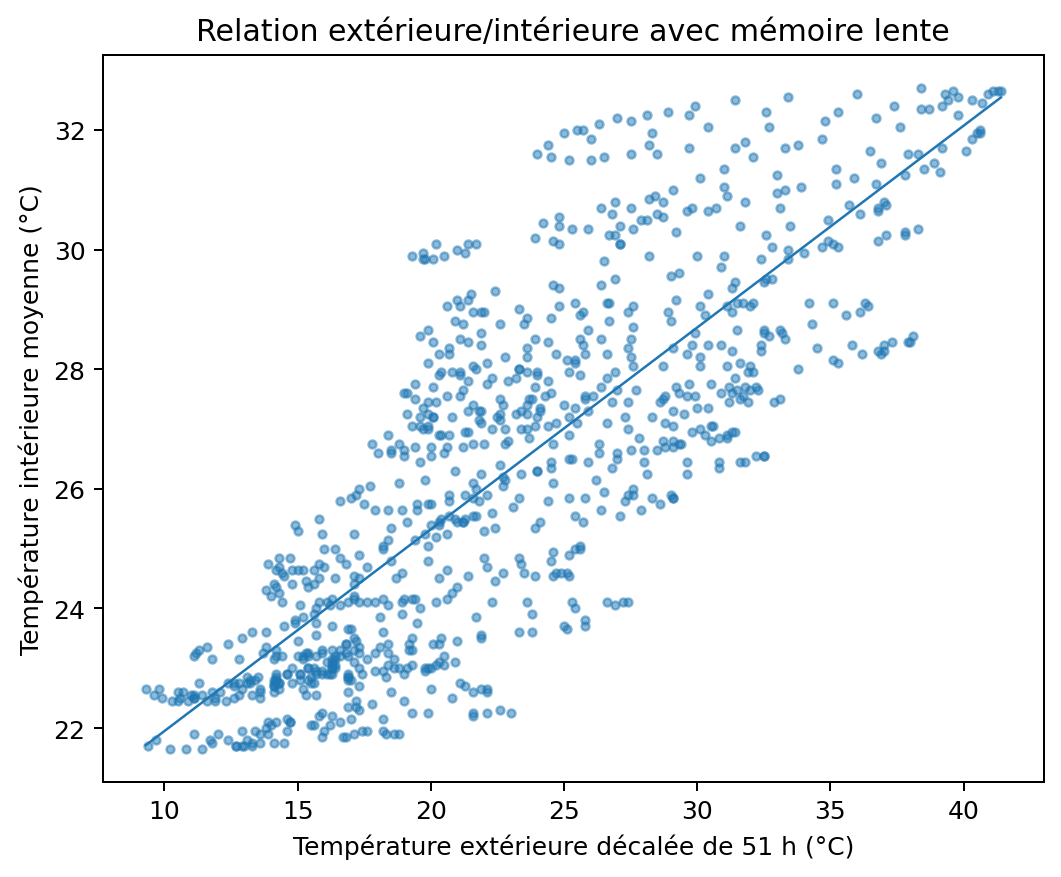 Relation extérieure/intérieure avec mémoire lente
Température intérieure moyenne (°C)
32
30
28
26
24
22
10 15 20 25 30 35 40
Température extérieure décalée de 51 h (°C)